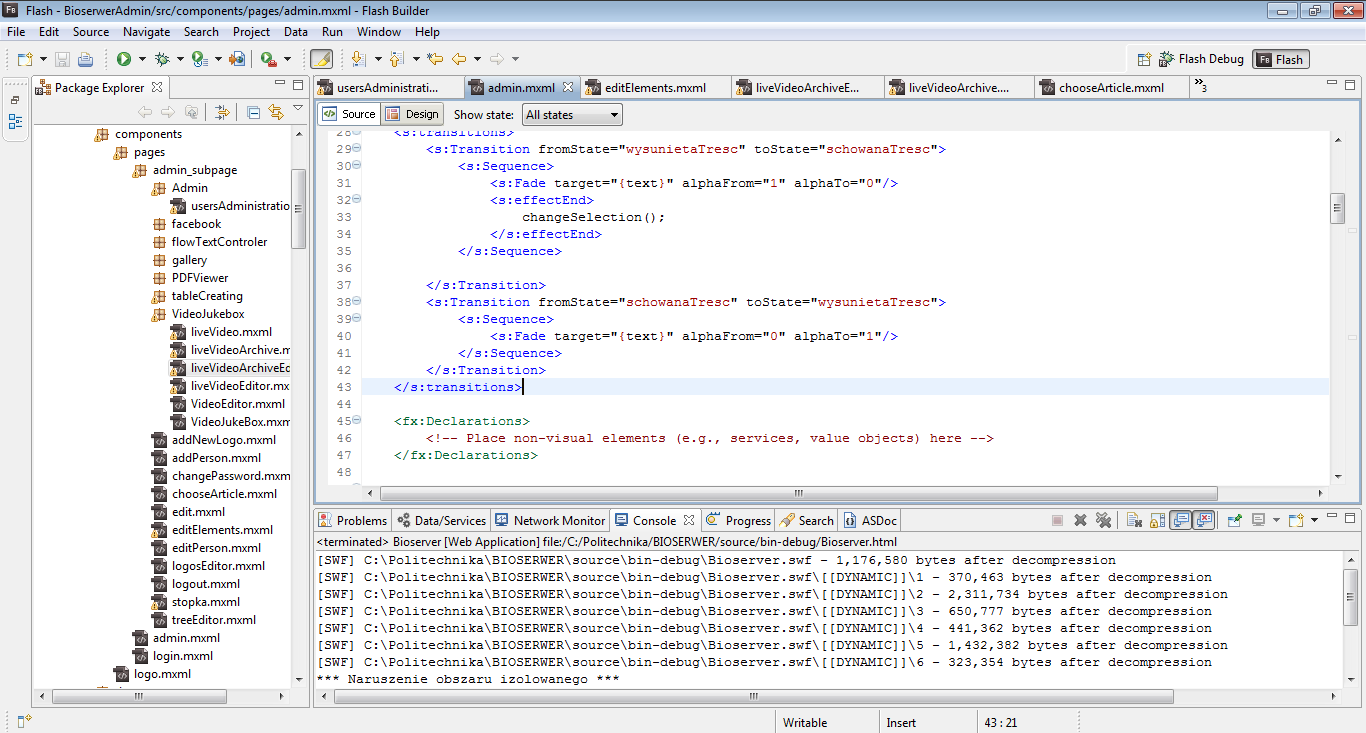 Flash - BioserwerAdmin/src/components/pages/admin.mxml - Flash Builder
File Edit Source Navigate Search Project Data Run Window Help
Flash Debug Flash
Package Explorer
components
pages
admin_subpage
Admin
usersAdministratio
facebook
flowTextControler
gallery
PDFViewer
tableCreating
VideoJukebox
liveVideo.mxml
liveVideoArchive.m
liveVideoArchiveEd
liveVideoEditor.mx
VideoEditor.mxml
VideoJukeBox.mxm
addNewLogo.mxml
addPerson.mxml
changePassword.mxm
chooseArticle.mxml
edit.mxml
editElements.mxml
editPerson.mxml
logosEditor.mxml
logout.mxml
stopka.mxml
treeEditor.mxml
admin.mxml
login.mxml
logo.mxml
usersAdministrati... admin.mxml editElements.mxml liveVideoArchiveE... liveVideoArchive.... chooseArticle.mxml »3
Source Design Show state: All states
28 <s:transitions>
29 <s:Transition fromState="wysunietaTresc" toState="schowanaTresc">
30 <s:Sequence>
31 <s:Fade target="{text}" alphaFrom="1" alphaTo="0"/>
32 <s:effectEnd>
33 changeSelection();
34 </s:effectEnd>
35 </s:Sequence>
36
37 </s:Transition>
38 <s:Transition fromState="schowanaTresc" toState="wysunietaTresc">
39 <s:Sequence>
40 <s:Fade target="{text}" alphaFrom="0" alphaTo="1"/>
41 </s:Sequence>
42 </s:Transition>
43 </s:transitions>
44
45 <fx:Declarations>
46 <!-- Place non-visual elements (e.g., services, value objects) here -->
47 </fx:Declarations>
48
Problems Data/Services Network Monitor Console Progress Search ASDoc
<terminated> Bioserver [Web Application] file:/C:/Politechnika/BIOSERWER/source/bin-debug/Bioserver.html
[SWF] C:\Politechnika\BIOSERWER\source\bin-debug\Bioserver.swf - 1,176,580 bytes after decompression
[SWF] C:\Politechnika\BIOSERWER\source\bin-debug\Bioserver.swf\[[DYNAMIC]]\1 - 370,463 bytes after decompression
[SWF] C:\Politechnika\BIOSERWER\source\bin-debug\Bioserver.swf\[[DYNAMIC]]\2 - 2,311,734 bytes after decompression
[SWF] C:\Politechnika\BIOSERWER\source\bin-debug\Bioserver.swf\[[DYNAMIC]]\3 - 650,777 bytes after decompression
[SWF] C:\Politechnika\BIOSERWER\source\bin-debug\Bioserver.swf\[[DYNAMIC]]\4 - 441,362 bytes after decompression
[SWF] C:\Politechnika\BIOSERWER\source\bin-debug\Bioserver.swf\[[DYNAMIC]]\5 - 1,432,382 bytes after decompression
[SWF] C:\Politechnika\BIOSERWER\source\bin-debug\Bioserver.swf\[[DYNAMIC]]\6 - 323,354 bytes after decompression
*** Naruszenie obszaru izolowanego ***
Writable Insert 43 : 21